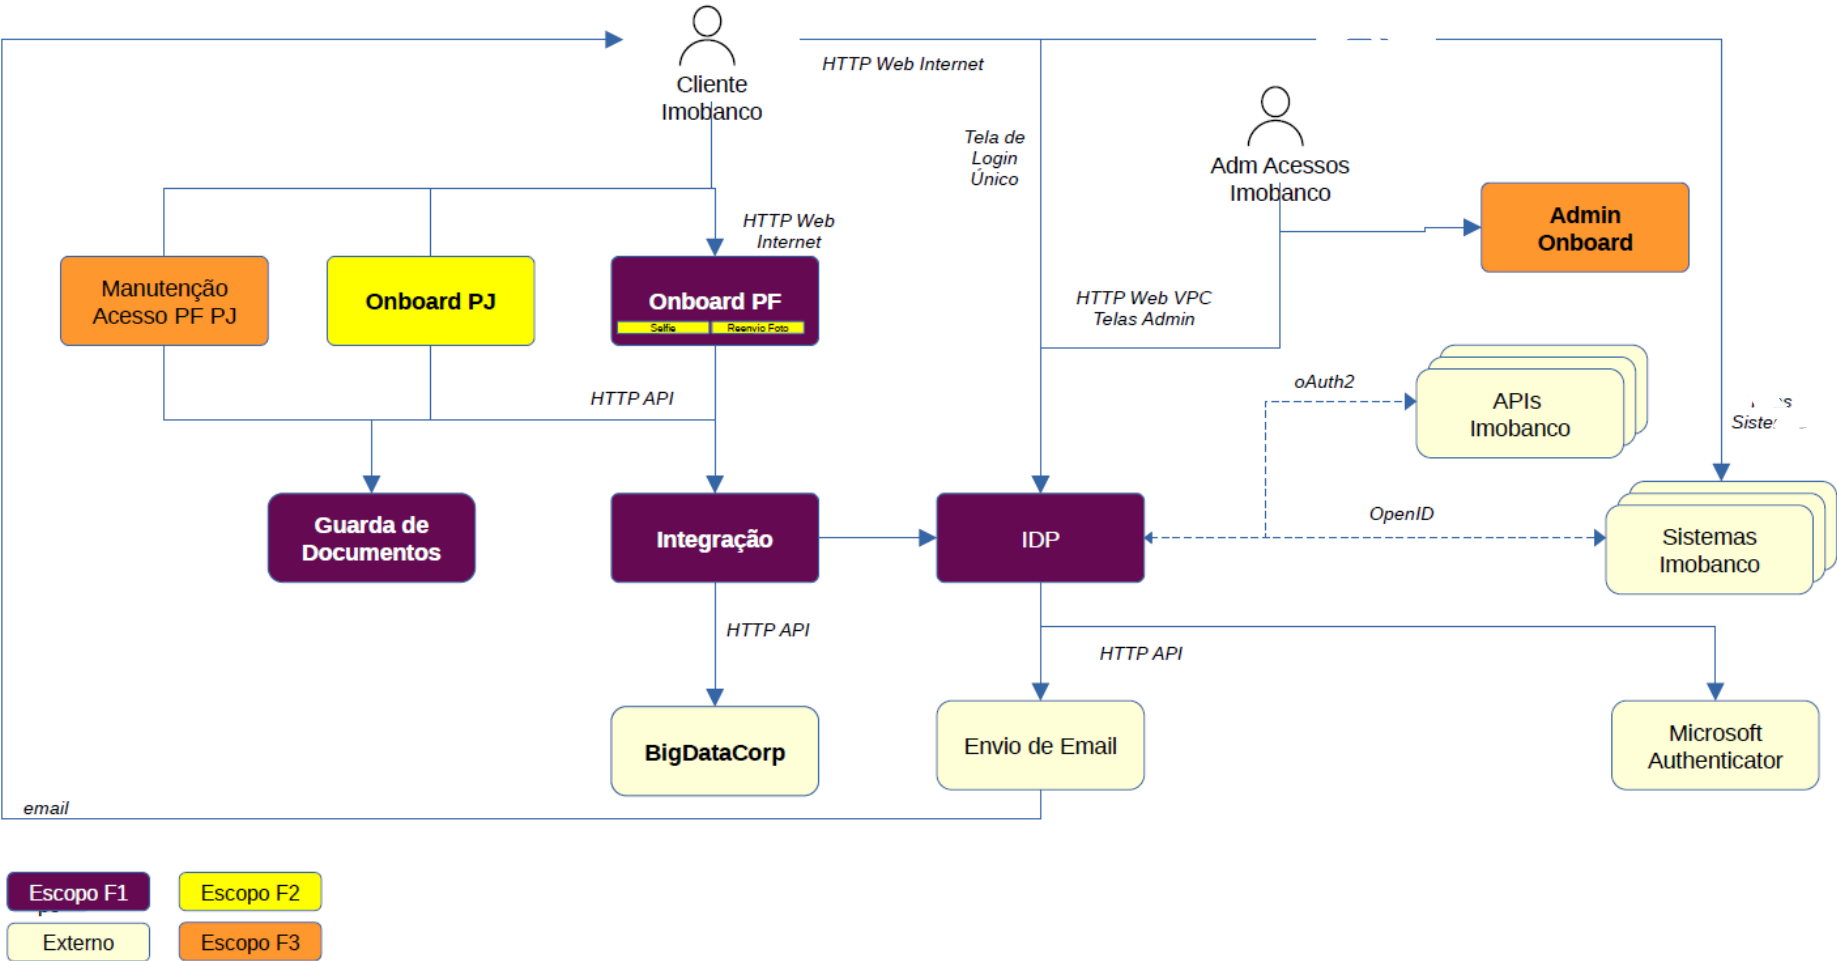 Cliente
Imobanco
HTTP Web Internet
Tela de
Login
Único
Adm Acessos
Imobanco
Admin
Onboard
HTTP Web
Internet
Manutenção
Acesso PF PJ
Onboard PJ
Onboard PF
Selfie
Reenvio Foto
HTTP Web VPC
Telas Admin
HTTP API
oAuth2
APIs
Imobanco
Guarda de
Documentos
Integração
IDP
OpenID
Sistemas
Imobanco
HTTP API
HTTP API
BigDataCorp
Envio de Email
Microsoft
Authenticator
email
Escopo F1
Escopo F2
Externo
Escopo F3